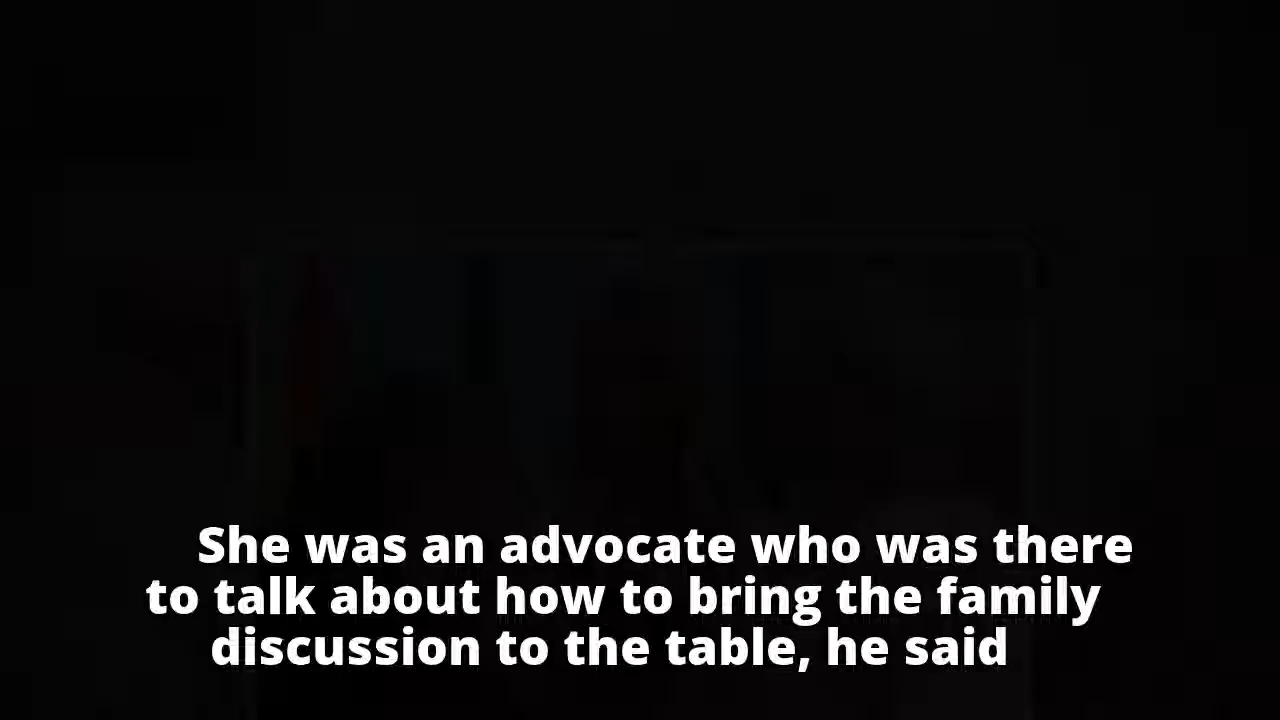 She was an advocate who was there
to talk about how to bring the family
discussion to the table, he said